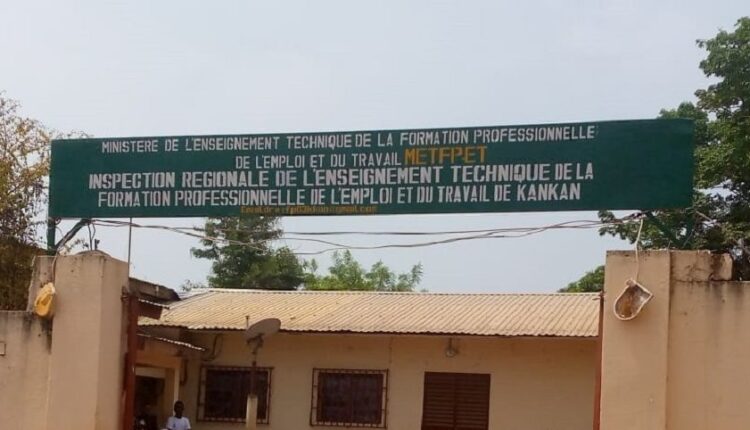 MINISTERE DE L'ENSEIGNEMENT TECHNIQUE DE LA FORMATION PROFESSIONNELLE
DE L'EMPLOI ET DU TRAVAIL METFPET
INSPECTION REGIONALE DE L'ENSEIGNEMENT TECHNIQUE DE LA
FORMATION PROFESSIONNELLE DE L'EMPLOI ET DU TRAVAIL DE KANKAN